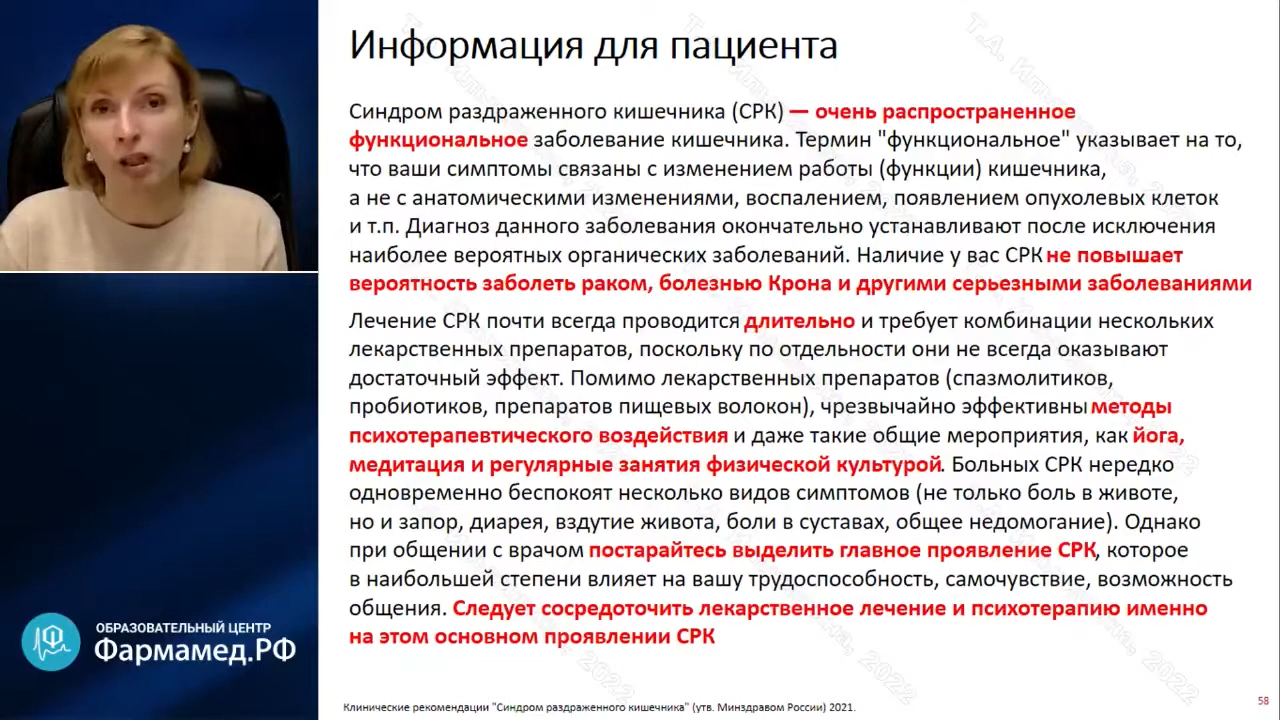 Информация для пациента
Синдром раздраженного кишечника (СРК) — очень распространенное
функциональное заболевание кишечника. Термин "функциональное" указывает на то,
что ваши симптомы связаны с изменением работы (функции) кишечника,
а не с анатомическими изменениями, воспалением, появлением опухолевых клеток
и т.п. Диагноз данного заболевания окончательно устанавливают после исключения
наиболее вероятных органических заболеваний. Наличие у вас СРК не повышает
вероятность заболеть раком, болезнью Крона и другими серьезными заболеваниями
Лечение СРК почти всегда проводится длительно и требует комбинации нескольких
лекарственных препаратов, поскольку по отдельности они не всегда оказывают
достаточный эффект. Помимо лекарственных препаратов (спазмолитиков,
пробиотиков, препаратов пищевых волокон), чрезвычайно эффективны методы
психотерапевтического воздействия и даже такие общие мероприятия, как йога,
медитация и регулярные занятия физической культурой. Больных СРК нередко
одновременно беспокоят несколько видов симптомов (не только боль в животе,
но и запор, диарея, вздутие живота, боли в суставах, общее недомогание). Однако
при общении с врачом постарайтесь выделить главное проявление СРК, которое
в наибольшей степени влияет на вашу трудоспособность, самочувствие, возможность
общения. Следует сосредоточить лекарственное лечение и психотерапию именно
на этом основном проявлении СРК
ОБРАЗОВАТЕЛЬНЫЙ ЦЕНТР
Фармамед.РФ
Клинические рекомендации "Синдром раздраженного кишечника" (утв. Минздравом России) 2021.
58